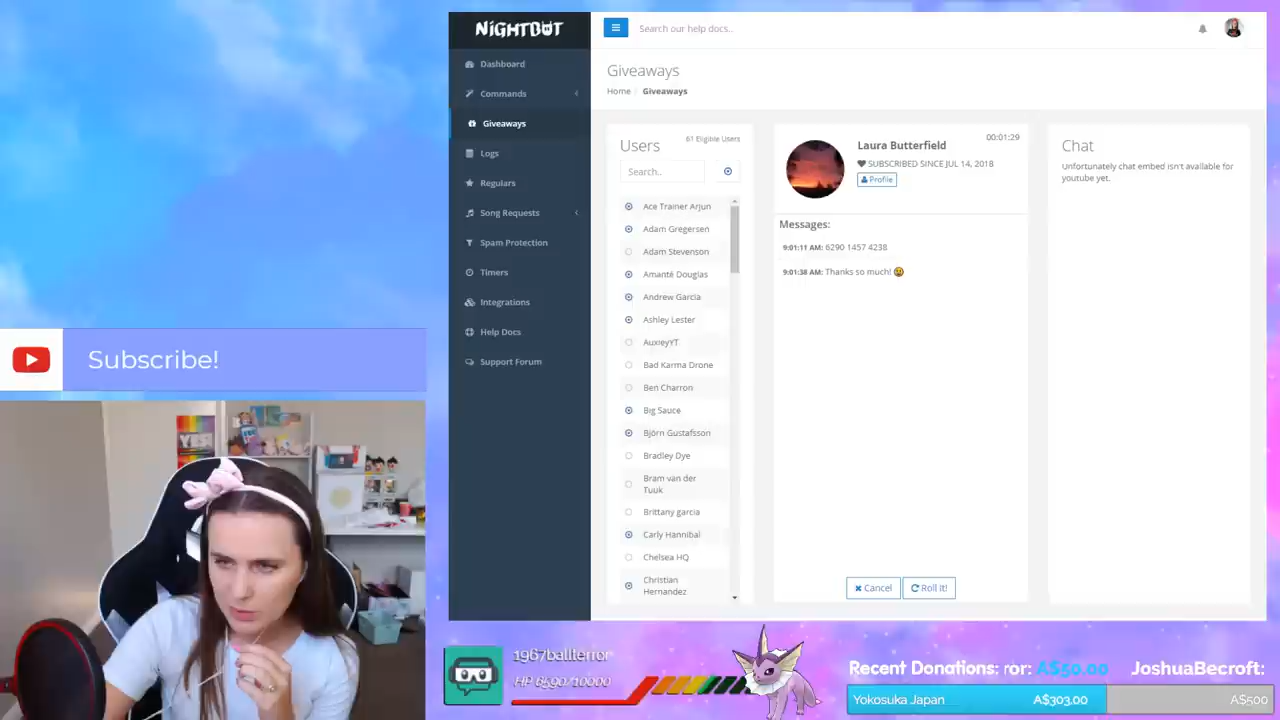 NIGHTBOT
Search our help docs..
Dashboard
Commands
Giveaways
Logs
Regulars
Song Requests
Spam Protection
Timers
Integrations
Help Docs
Support Forum
Giveaways
Home / Giveaways
Users
61 Eligible Users
Search..
Ace Trainer Arjun
Adam Gregersen
Adam Stevenson
Amanté Douglas
Andrew Garcia
Ashley Lester
AuxreyYT
Bad Karma Drone
Ben Charron
Big Sauce
Björn Gustafsson
Bradley Dye
Bram van der
Tuuk
Brittany garcia
Carly Hannibal
Chelsea HQ
Christian
Hernandez
Laura Butterfield
00:01:29
SUBSCRIBED SINCE JUL 14, 2018
Profile
Messages:
9:01:11 AM: 6290 1457 4238
9:01:38 AM: Thanks so much!
Cancel
Roll it!
Chat
Unfortunately chat embed isn't available for
youtube yet.
Subscribe!
YES
1967ballterror
HP 6590/10000
Recent Donations: ror: A$50.00 JoshuaBecroft:
Yokosuka Japan A$303.00 A$500